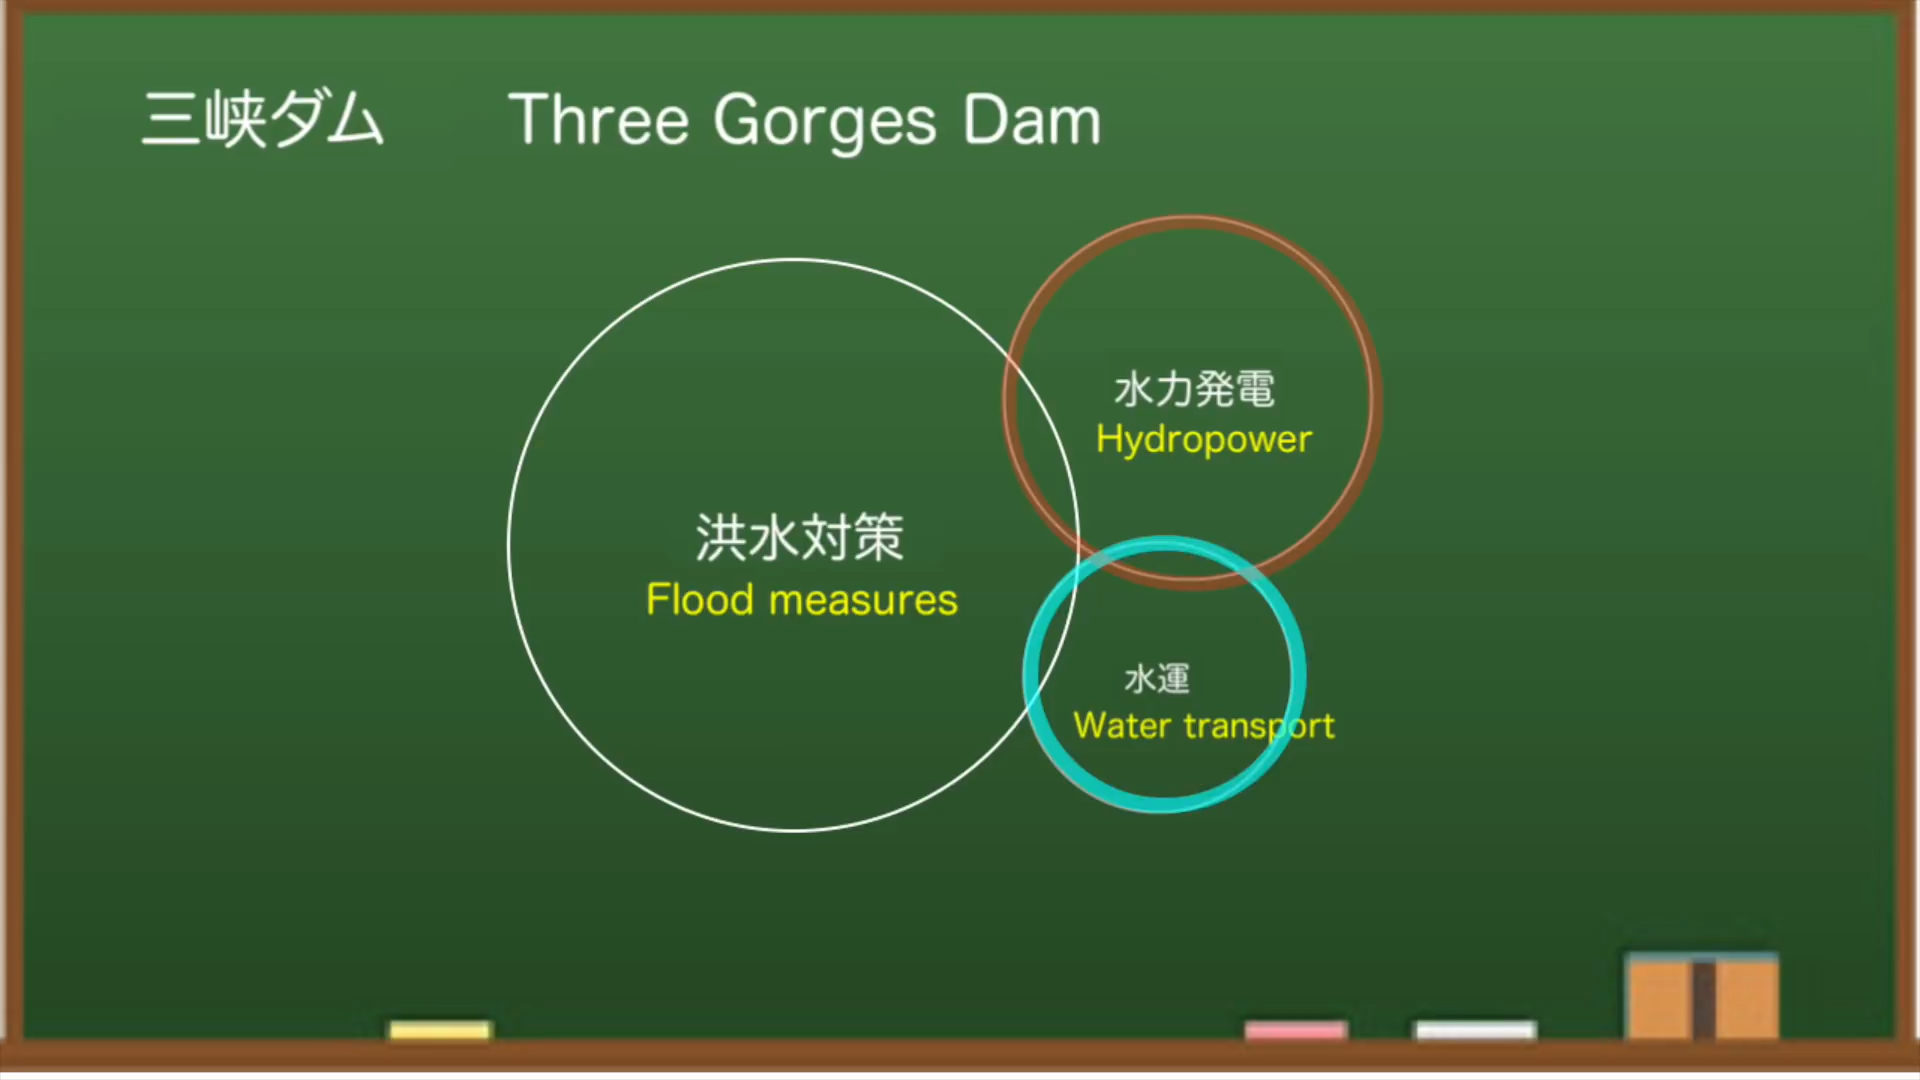 三峡ダム Three Gorges Dam
水力発電
Hydropower
洪水対策
Flood measures
水運
Water transport